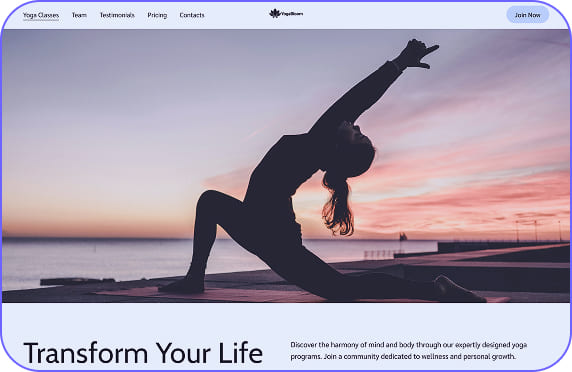 Yoga Classes
Team
Testimonials
Pricing
Contacts
YogaBloom
Join Now
Transform Your Life
Discover the harmony of mind and body through our expertly designed yoga
programs. Join a community dedicated to wellness and personal growth.